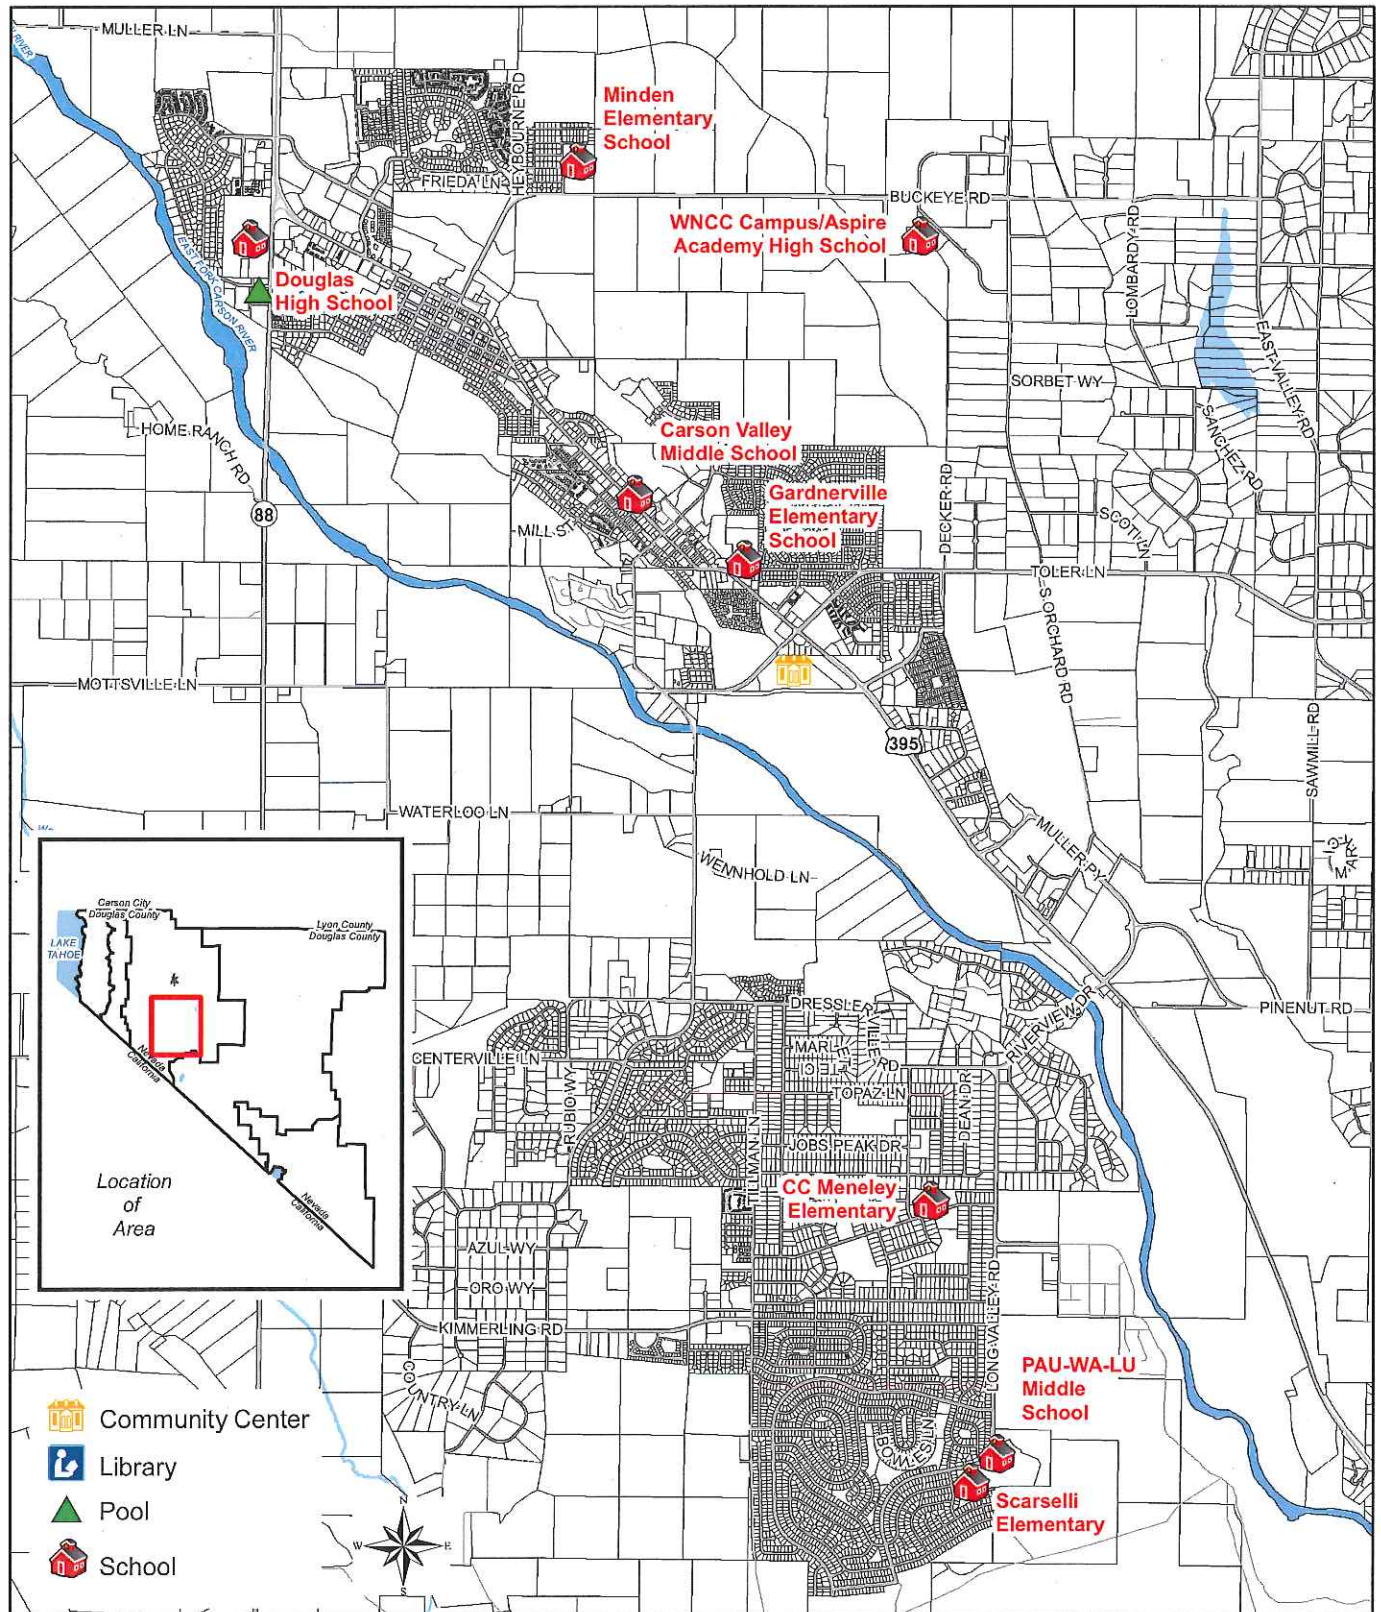 MULLER LN
RIVER
HEYBOURNE RD
Minden
Elementary
School
FRIEDA LN
BUCKEYE RD
WNCC Campus/Aspire
Academy High School
LOMBARDY RD
EAST FORK CARSON RIVER
Douglas
High School
EAST VALLEY RD
SORBET WY
SANCHEZ RD
HOME RANCH RD
88
Carson Valley
Middle School
Gardnerville
Elementary
School
DECKER RD
SCOTT LN
MILL ST
TOLER LN
S ORCHARD RD
MOTTSVILLE LN
395
SAWMILL RD
WATERLOO LN
MULLER PY
WENNHOLD LN
Carson City
Douglas County
Lyon County
Douglas County
LAKE
TAHOE
Nevada
California
Nevada
California
Location
of
Area
DRESSLERVILLE RD
RIVERVIEW DR
PINENUT RD
CENTERVILLE LN
RUBIO WY
TOPAZ LN
DEAN DR
JOBS PEAK DR
TILLMAN LN
CC Meneley
Elementary
AZUL WY
ORO WY
KIMMERLING RD
LONG VALLEY RD
COUNTRY LN
BOWLES LN
PAU-WA-LU
Middle
School
Scarselli
Elementary
Community Center
Library
Pool
School
N
W
E
S